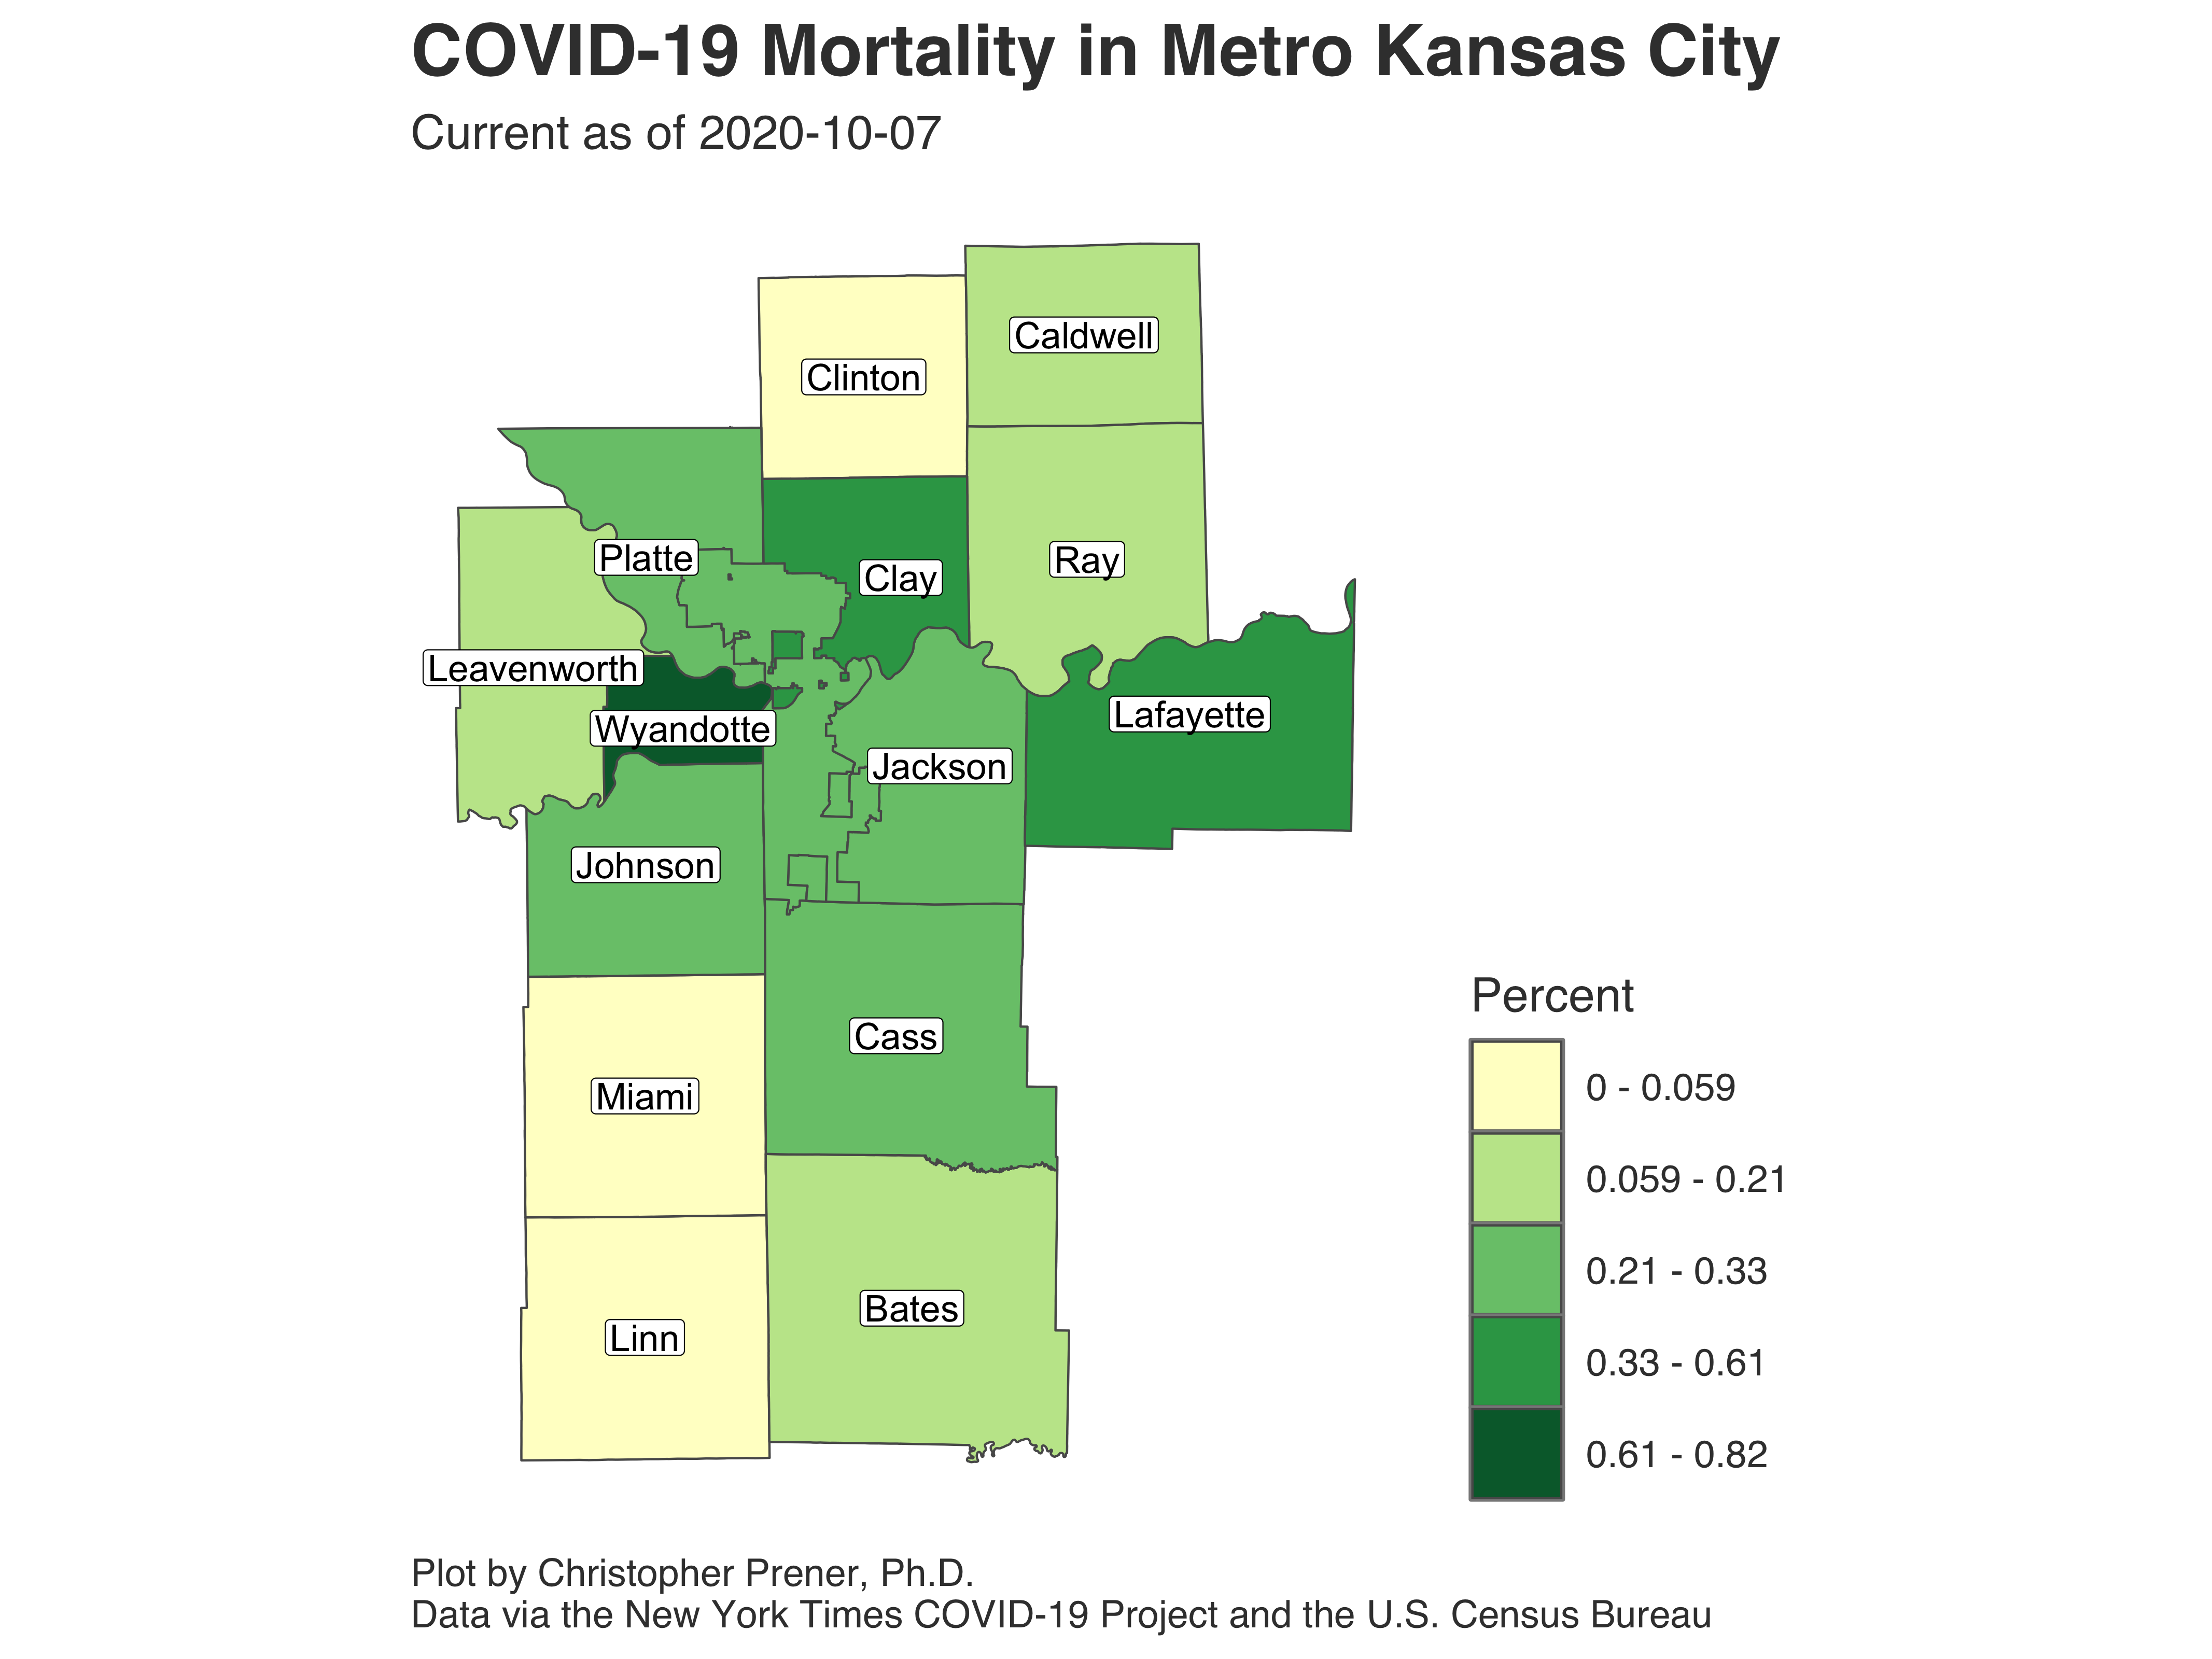 COVID-19 Mortality in Metro Kansas City
Current as of 2020-10-07
Caldwell
Clinton
Platte
Clay
Ray
Leavenworth
Wyandotte
Lafayette
Jackson
Johnson
Cass
Miami
Bates
Linn
Percent
0 - 0.059
0.059 - 0.21
0.21 - 0.33
0.33 - 0.61
0.61 - 0.82
Plot by Christopher Prener, Ph.D.
Data via the New York Times COVID-19 Project and the U.S. Census Bureau